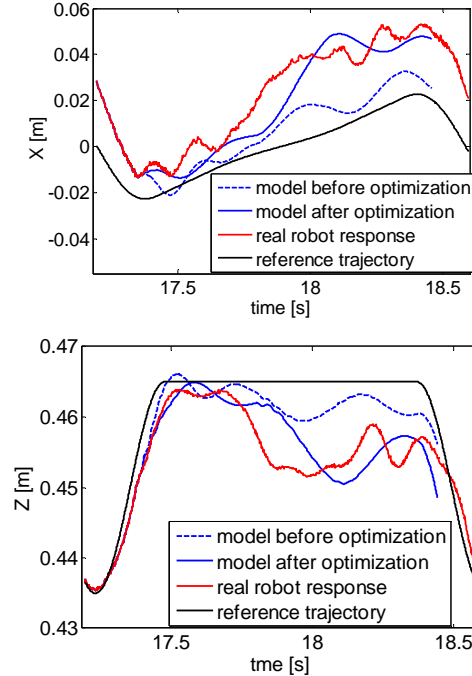 0.06
0.04
0.02
0
-0.02
-0.04
X [m]
model before optimization
model after optimization
real robot response
reference trajectory
17.5
18
18.5
time [s]
0.47
0.46
0.45
0.44
0.43
Z [m]
model before optimization
model after optimization
real robot response
reference trajectory
17.5
18
18.5
tme [s]